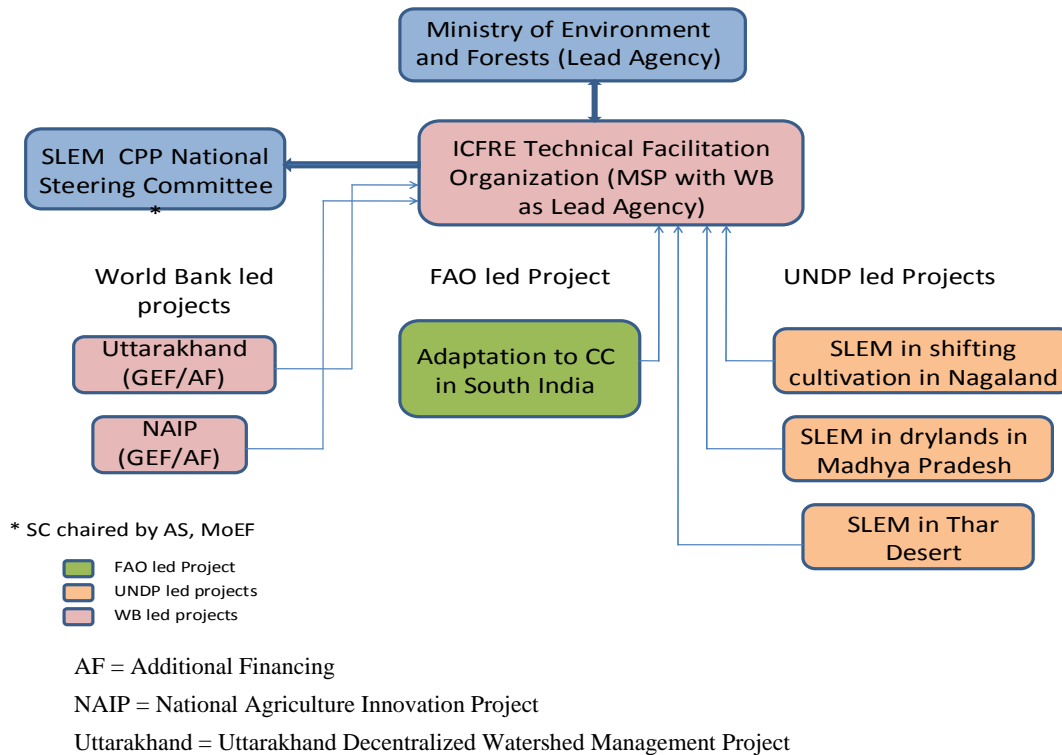 Ministry of Environment
and Forests (Lead Agency)
SLEM CPP National
Steering Committee
*
ICFRE Technical Facilitation
Organization (MSP with WB
as Lead Agency)
World Bank led
projects
FAO led Project
UNDP led Projects
Uttarakhand
(GEF/AF)
NAIP
(GEF/AF)
Adaptation to CC
in South India
SLEM in shifting
cultivation in Nagaland
SLEM in drylands in
Madhya Pradesh
SLEM in Thar
Desert
* SC chaired by AS, MoEF
FAO led Project
UNDP led projects
WB led projects
AF = Additional Financing
NAIP = National Agriculture Innovation Project
Uttarakhand = Uttarakhand Decentralized Watershed Management Project